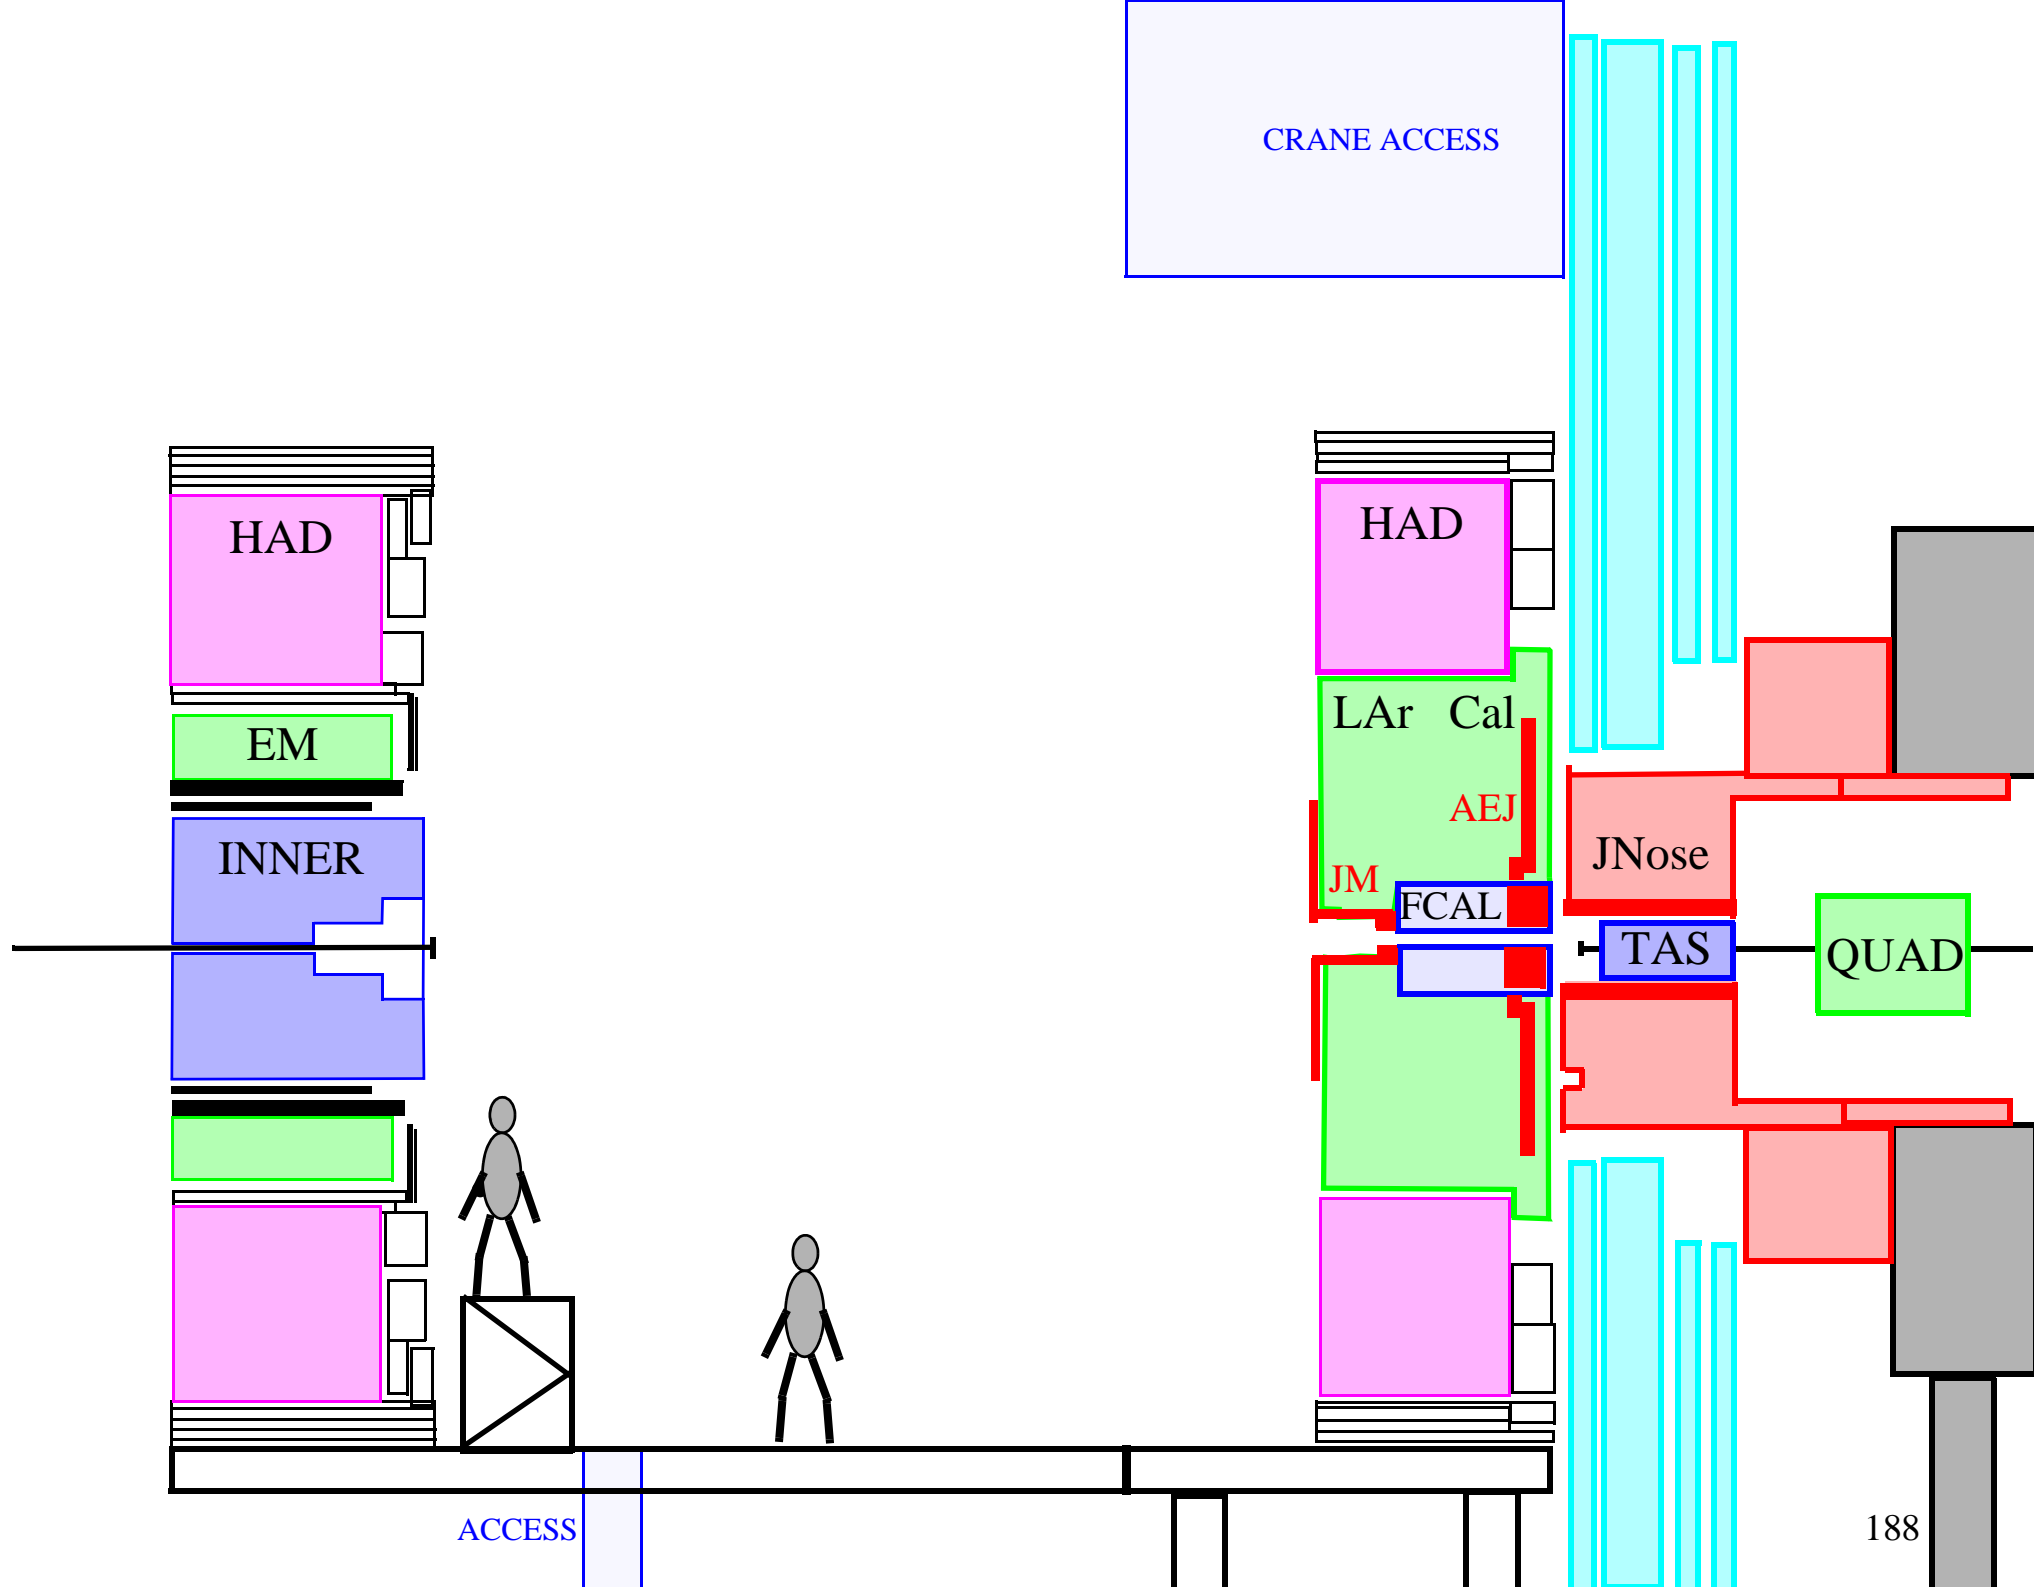 CRANE ACCESS
HAD
HAD
LAr Cal
EM
AEJ
INNER
JNose
JM
FCAL
TAS
QUAD
ACCESS
188